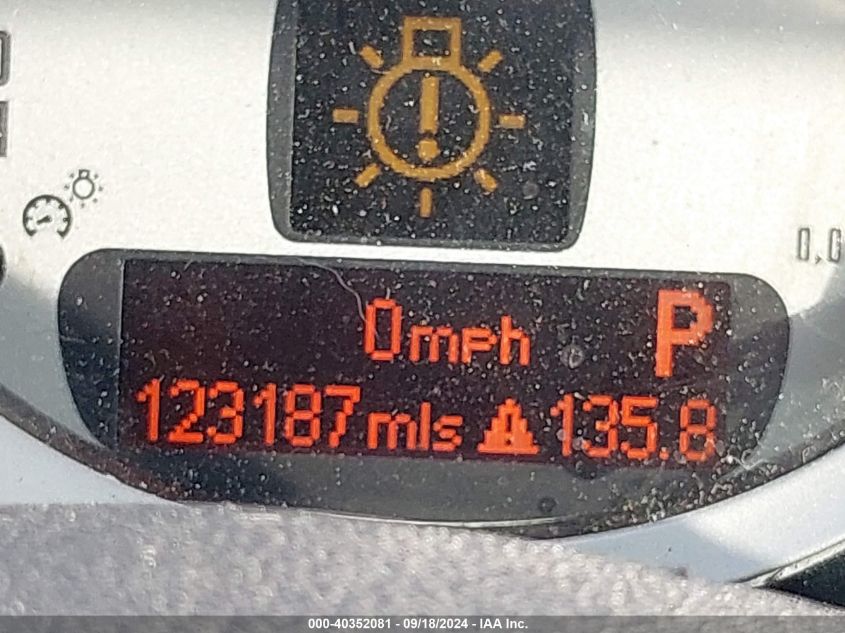 0mph P
123187mls 135.8
000-40352081 - 09/18/2024 - IAA Inc.